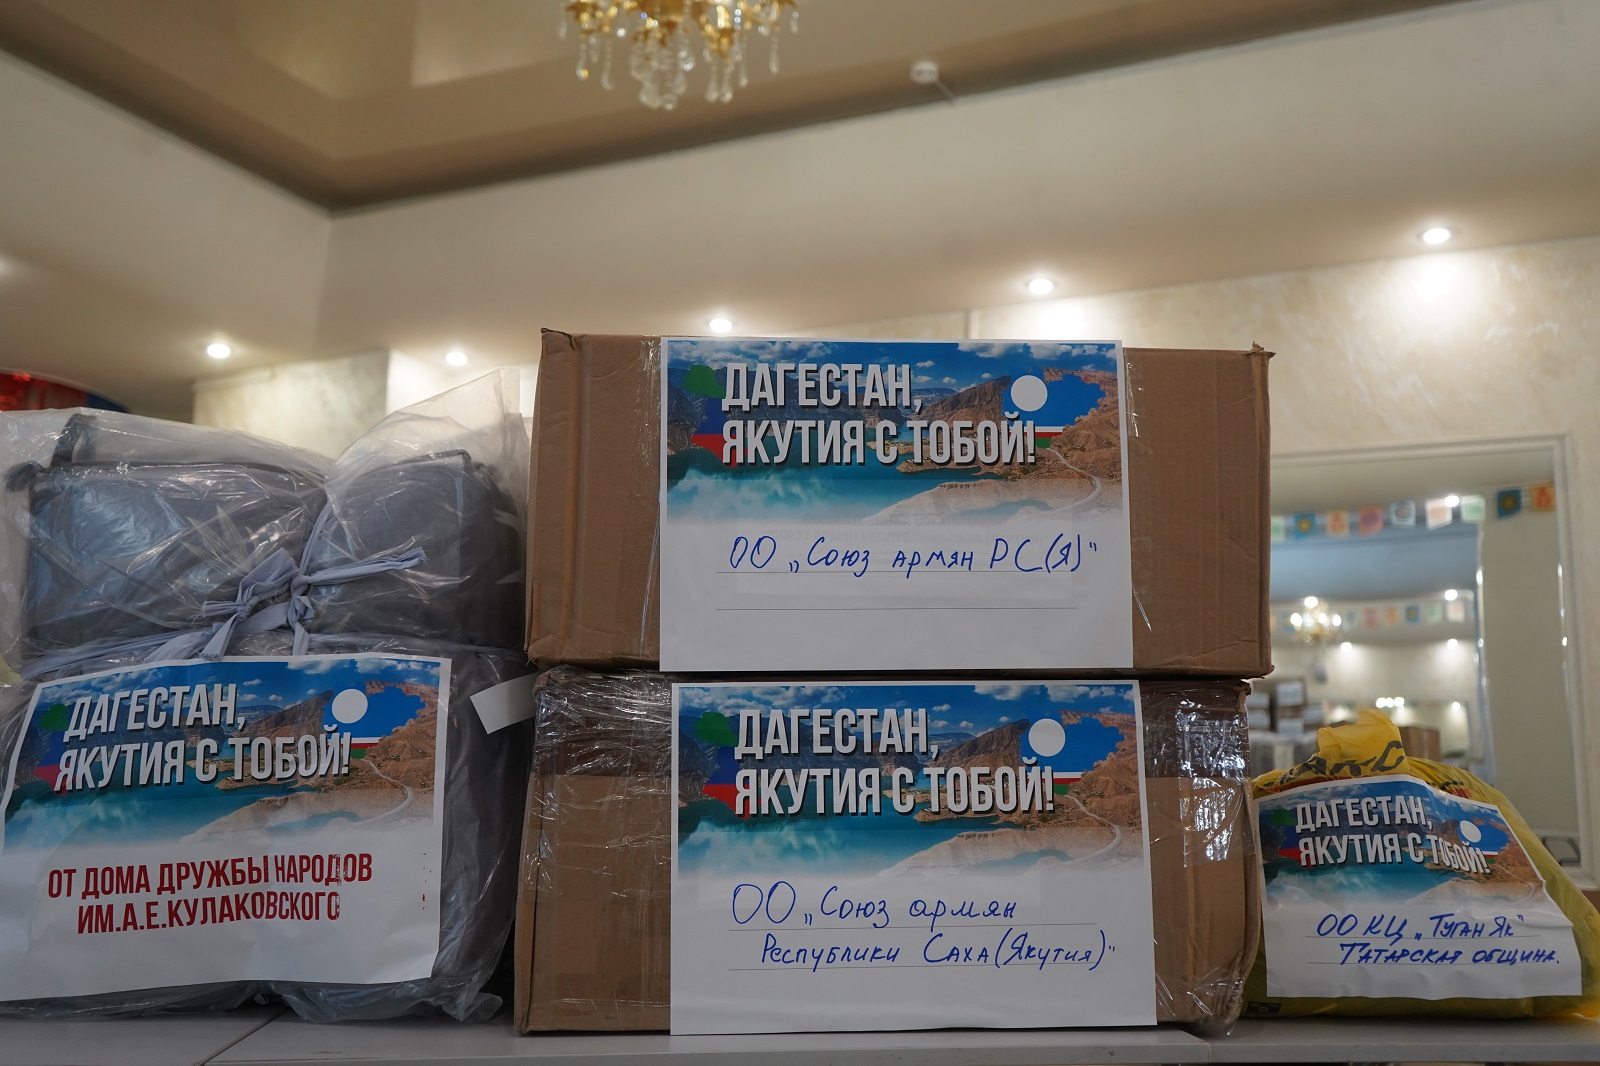 ДАГЕСТАН,
ЯКУТИЯ С ТОБОЙ!
ОТ ДОМА ДРУЖБЫ НАРОДОВ
ИМ.А.Е.КУЛАКОВСКОГО
ДАГЕСТАН,
ЯКУТИЯ С ТОБОЙ!
ОО „Союз армян РС(Я)"
ДАГЕСТАН,
ЯКУТИЯ С ТОБОЙ!
ОО „Союз армян
Республики Саха (Якутия)"
ДАГЕСТАН,
ЯКУТИЯ С ТОБОЙ!
ОО КЦ „Туган Як"
Татарская община.